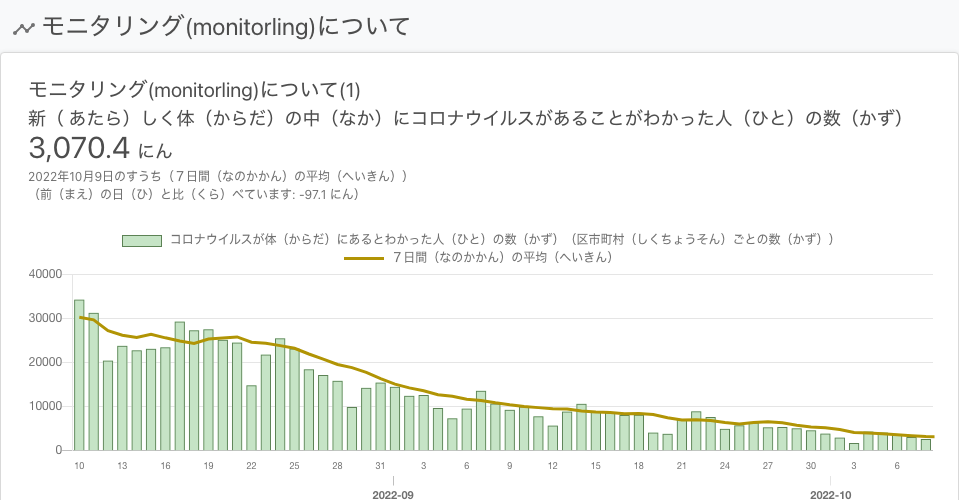 モニタリング(monitorling)について
モニタリング(monitorling)について(1)
新（ あたら）しく体（からだ）の中（なか）にコロナウイルスがあることがわかった人（ひと）の数（かず）
3,070.4 にん
2022年10月9日のすうち（７日間（なのかかん）の平均（へいきん））
（前（まえ）の日（ひ）と比（くら）べています: -97.1 にん）
コロナウイルスが体（からだ）にあるとわかった人（ひと）の数（かず）（区市町村（しくちょうそん）ごとの数（かず））
７日間（なのかかん）の平均（へいきん）
40000
30000
20000
10000
0
10 13 16 19 22 25 28 31 3 6 9 12 15 18 21 24 27 30 3 6
2022-09 2022-10